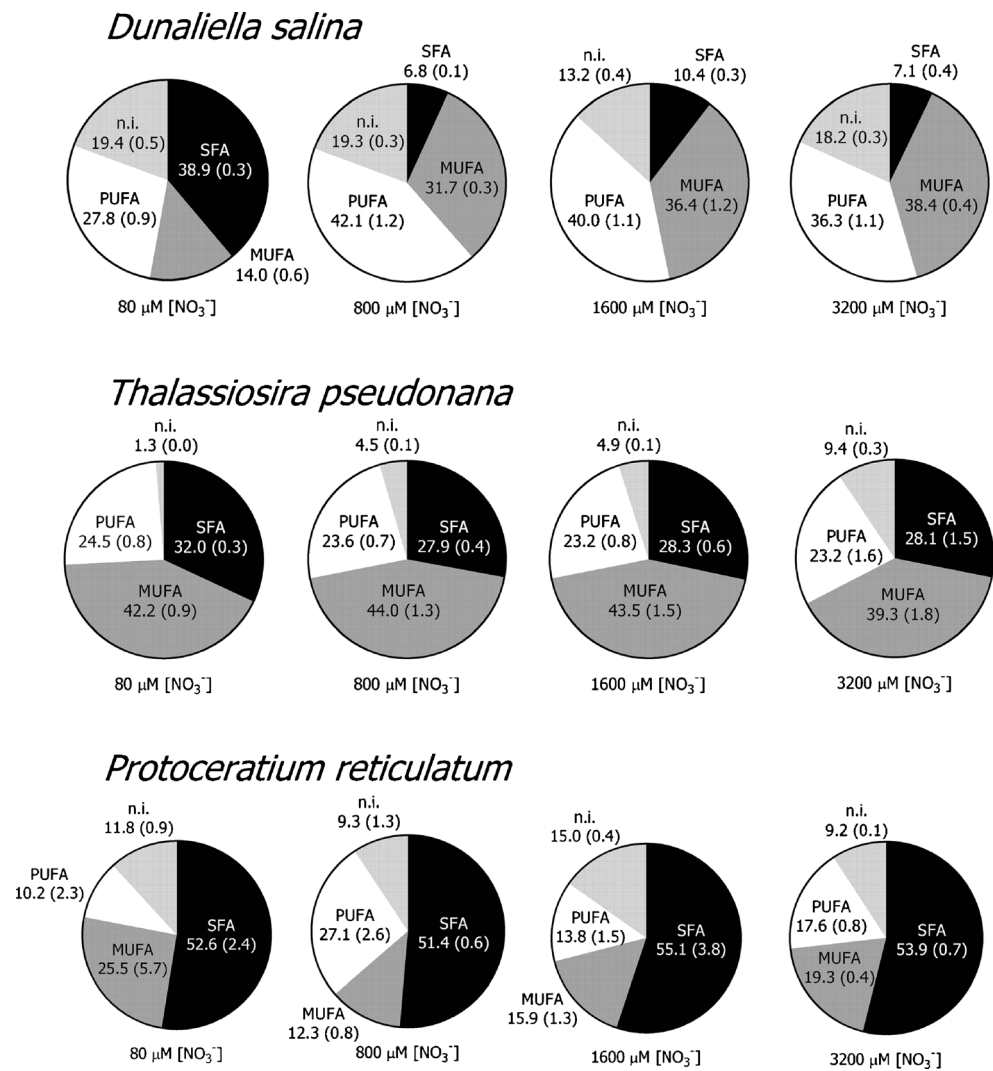 Dunaliella salina
n.i.
19.4 (0.5)
SFA
38.9 (0.3)
PUFA
27.8 (0.9)
MUFA
14.0 (0.6)
80 μM [NO₃⁻]
SFA
6.8 (0.1)
n.i.
19.3 (0.3)
MUFA
31.7 (0.3)
PUFA
42.1 (1.2)
800 μM [NO₃⁻]
n.i.
13.2 (0.4)
SFA
10.4 (0.3)
MUFA
36.4 (1.2)
PUFA
40.0 (1.1)
1600 μM [NO₃⁻]
SFA
7.1 (0.4)
n.i.
18.2 (0.3)
MUFA
38.4 (0.4)
PUFA
36.3 (1.1)
3200 μM [NO₃⁻]
Thalassiosira pseudonana
n.i.
1.3 (0.0)
PUFA
24.5 (0.8)
SFA
32.0 (0.3)
MUFA
42.2 (0.9)
80 μM [NO₃⁻]
n.i.
4.5 (0.1)
PUFA
23.6 (0.7)
SFA
27.9 (0.4)
MUFA
44.0 (1.3)
800 μM [NO₃⁻]
n.i.
4.9 (0.1)
PUFA
23.2 (0.8)
SFA
28.3 (0.6)
MUFA
43.5 (1.5)
1600 μM [NO₃⁻]
n.i.
9.4 (0.3)
PUFA
23.2 (1.6)
SFA
28.1 (1.5)
MUFA
39.3 (1.8)
3200 μM [NO₃⁻]
Protoceratium reticulatum
n.i.
11.8 (0.9)
PUFA
10.2 (2.3)
SFA
52.6 (2.4)
MUFA
25.5 (5.7)
80 μM [NO₃⁻]
n.i.
9.3 (1.3)
PUFA
27.1 (2.6)
SFA
51.4 (0.6)
MUFA
12.3 (0.8)
800 μM [NO₃⁻]
n.i.
15.0 (0.4)
PUFA
13.8 (1.5)
SFA
55.1 (3.8)
MUFA
15.9 (1.3)
1600 μM [NO₃⁻]
n.i.
9.2 (0.1)
PUFA
17.6 (0.8)
SFA
53.9 (0.7)
MUFA
19.3 (0.4)
3200 μM [NO₃⁻]